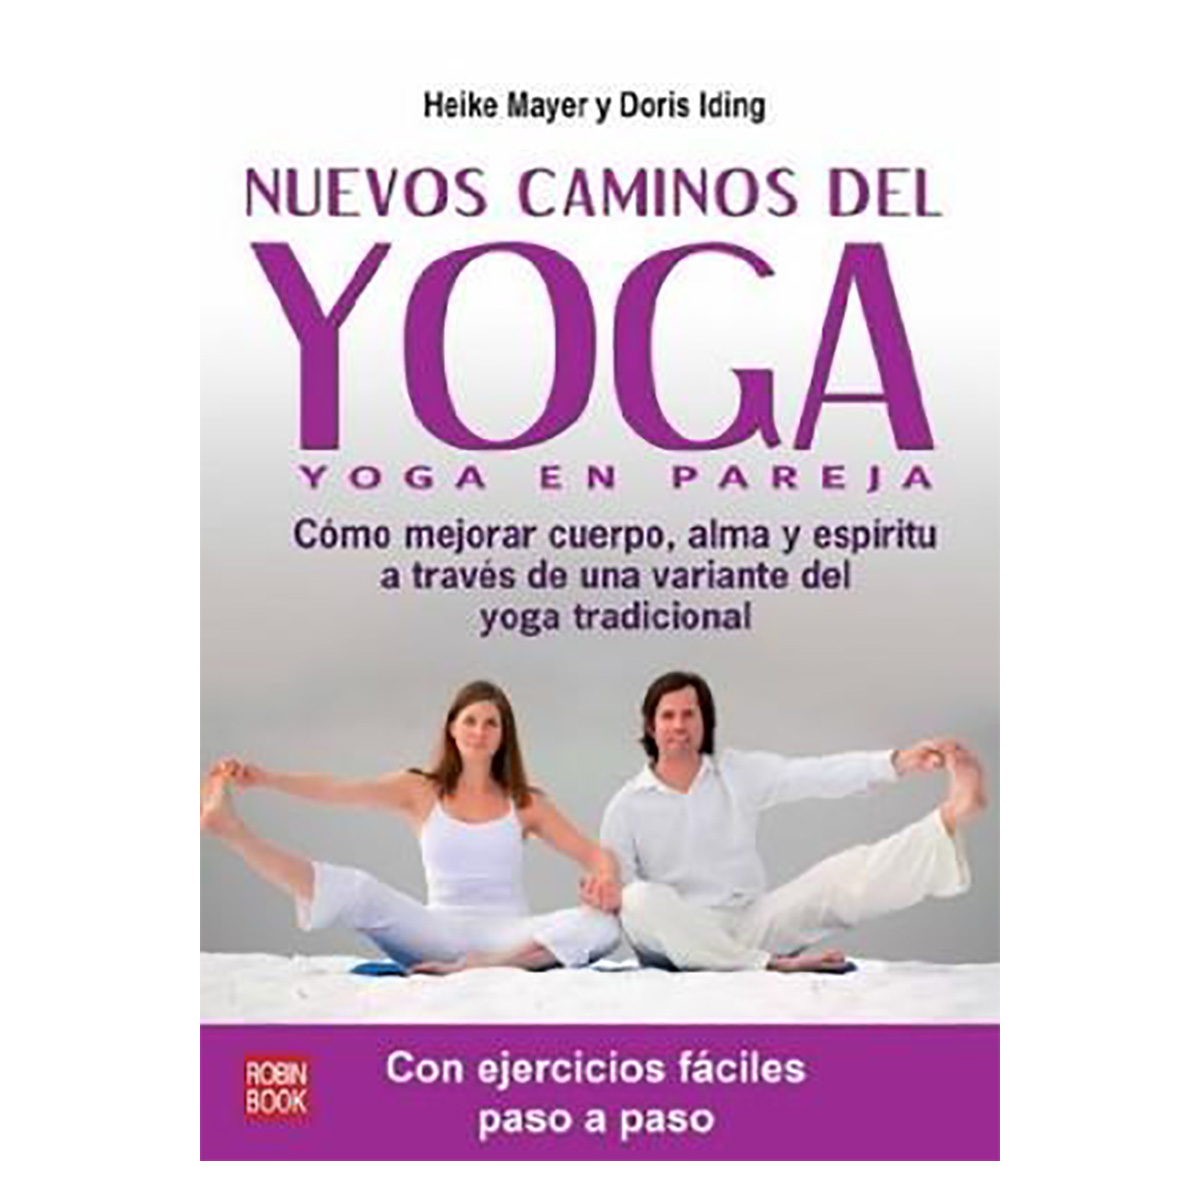 Heike Mayer y Doris Iding
NUEVOS CAMINOS DEL
YOGA
YOGA EN PAREJA
Cómo mejorar cuerpo, alma y espíritu
a través de una variante del
yoga tradicional
ROBIN
BOOK
Con ejercicios fáciles
paso a paso